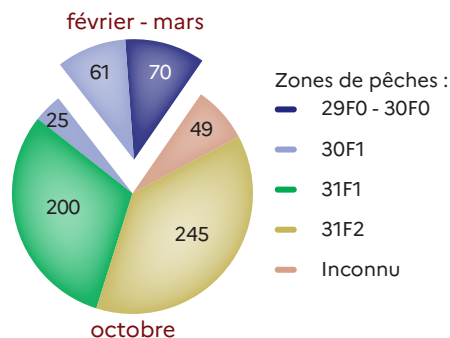 février - mars
61
70
25
49
200
245
octobre
Zones de pêches :
29F0 - 30F0
30F1
31F1
31F2
Inconnu